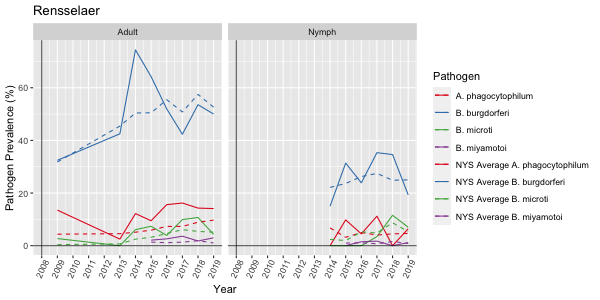 Rensselaer
Adult
Nymph
Pathogen Prevalence (%)
60
40
20
0
2008 2009 2010 2011 2012 2013 2014 2015 2016 2017 2018 2019
2008 2009 2010 2011 2012 2013 2014 2015 2016 2017 2018 2019
Year
Pathogen
A. phagocytophilum
B. burgdorferi
B. microti
B. miyamotoi
NYS Average A. phagocytophilum
NYS Average B. burgdorferi
NYS Average B. microti
NYS Average B. miyamotoi